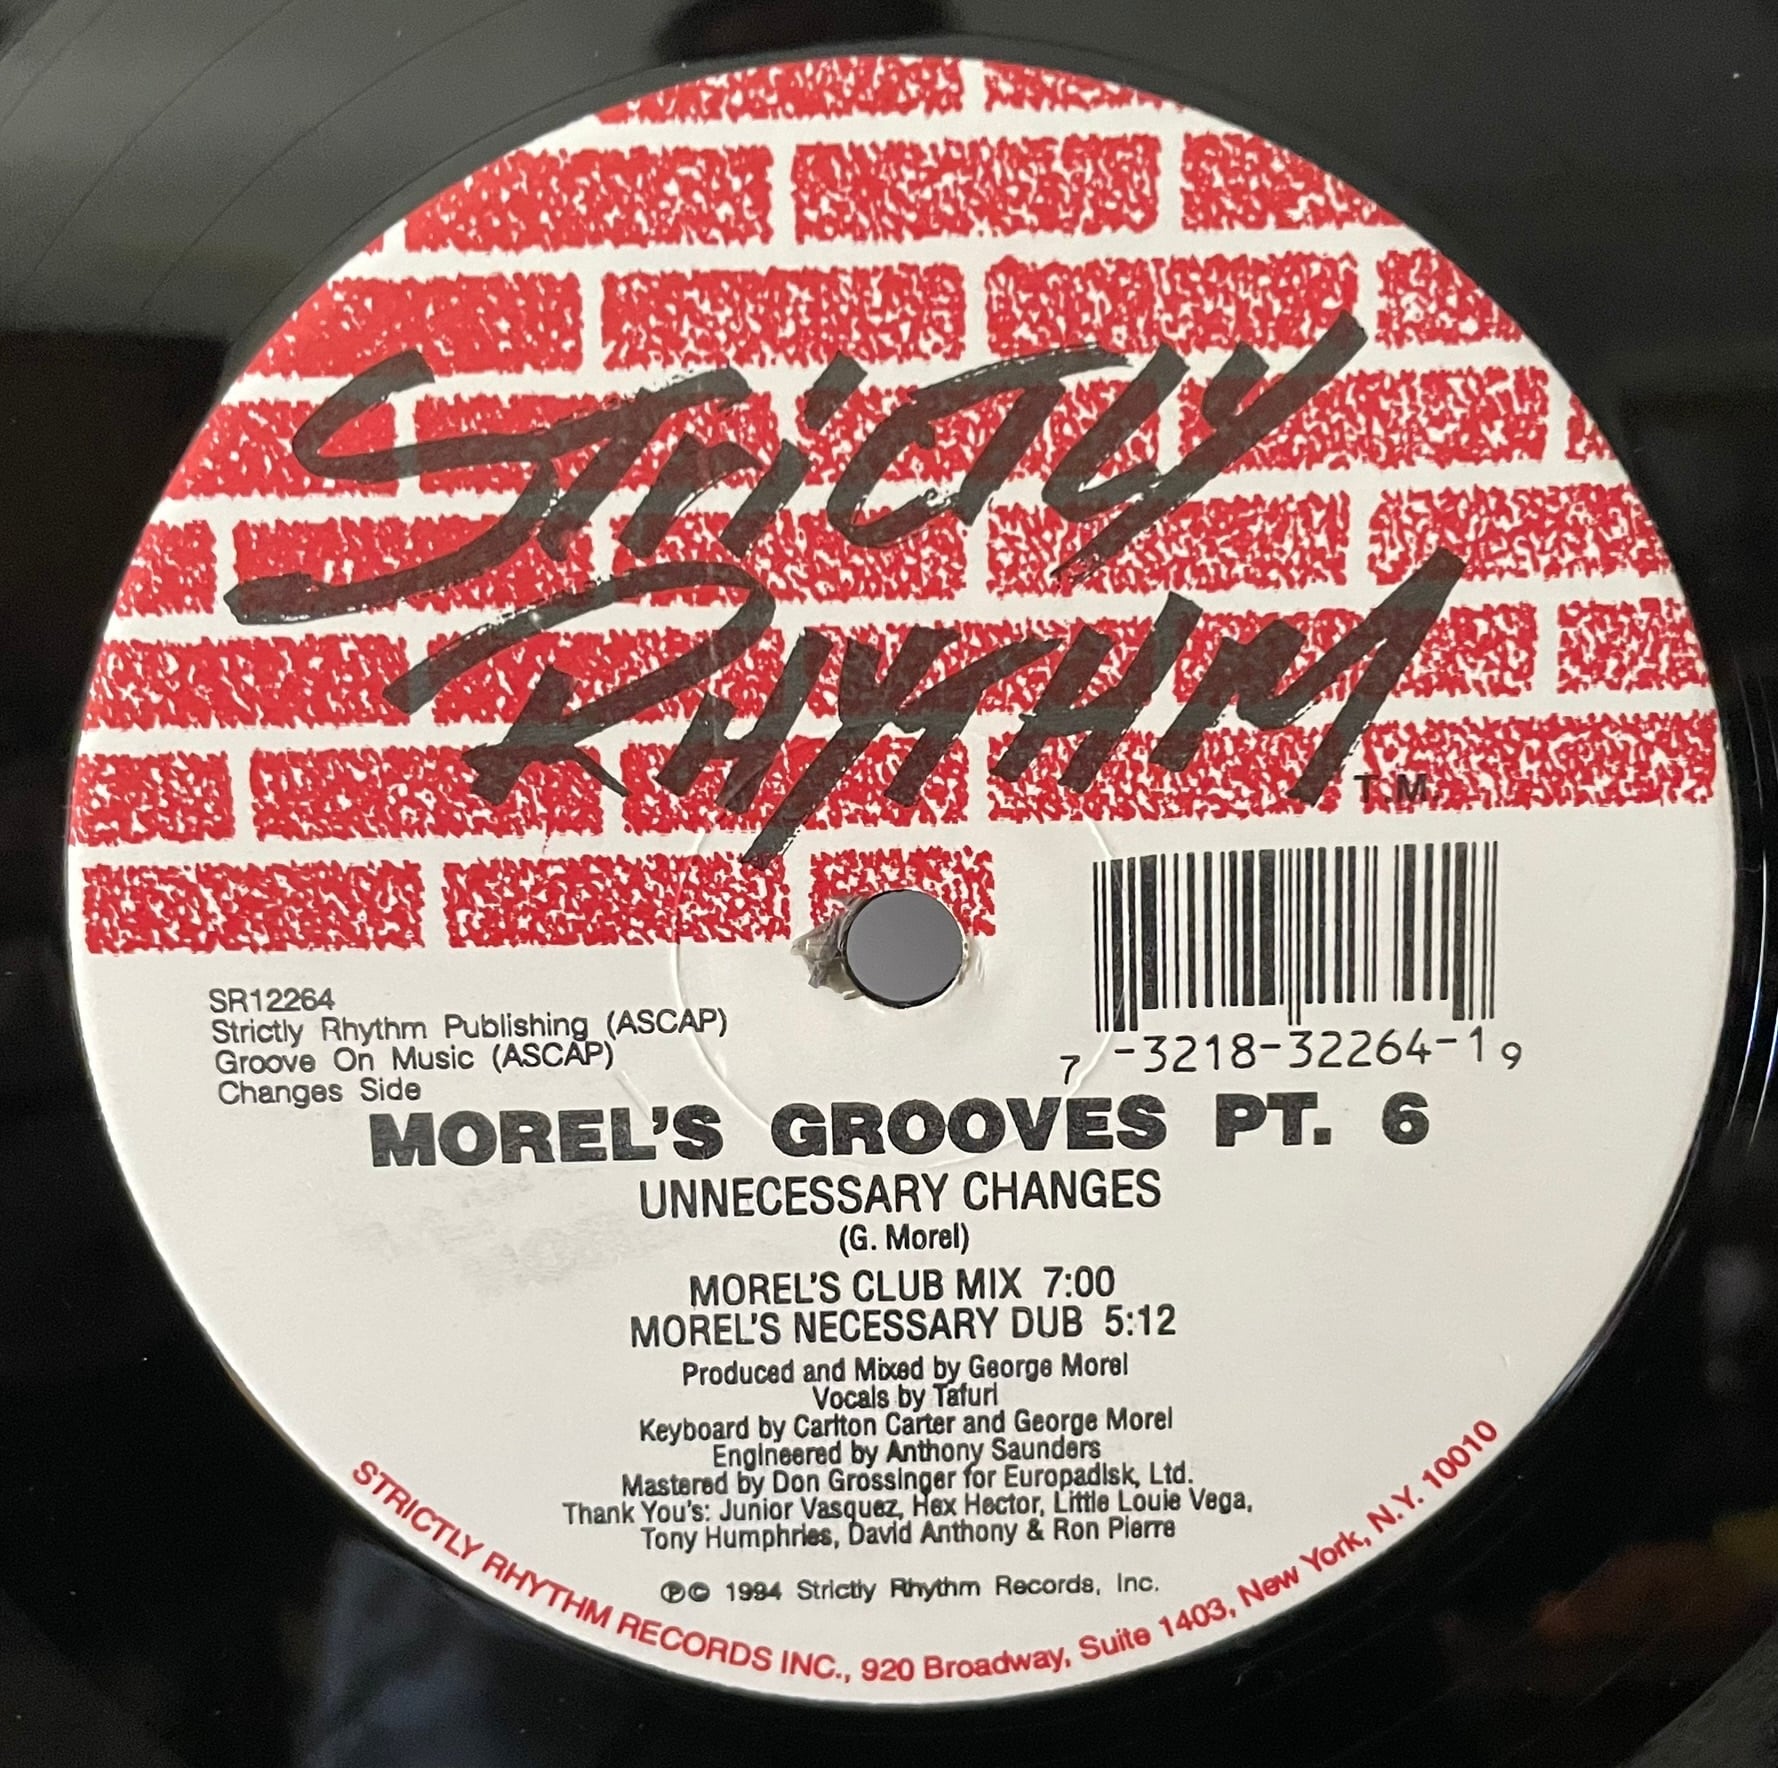 STRICTLY
RHYTHM
T.M.
7 -3218-32264-1 9
SR12264
Strictly Rhythm Publishing (ASCAP)
Groove On Music (ASCAP)
Changes Side
MOREL'S GROOVES PT. 6
UNNECESSARY CHANGES
(G. Morel)
MOREL'S CLUB MIX 7:00
MOREL'S NECESSARY DUB 5:12
Produced and Mixed by George Morel
Vocals by Tafuri
Keyboard by Carlton Carter and George Morel
Engineered by Anthony Saunders
Mastered by Don Grossinger for Europadisk, Ltd.
Thank You's: Junior Vasquez, Hex Hector, Little Louie Vega,
Tony Humphries, David Anthony & Ron Pierre
℗© 1994 Strictly Rhythm Records, Inc.
STRICTLY RHYTHM RECORDS INC., 920 Broadway, Suite 1403, New York, N.Y. 10010